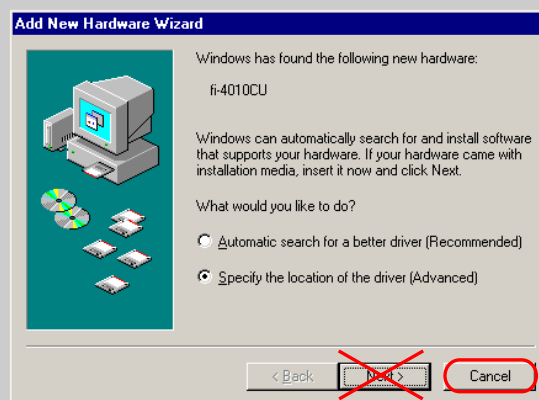 Add New Hardware Wizard
Windows has found the following new hardware:
fi-4010CU
Windows can automatically search for and install software
that supports your hardware. If your hardware came with
installation media, insert it now and click Next.
What would you like to do?
Automatic search for a better driver (Recommended)
Specify the location of the driver (Advanced)
< Back Next > Cancel